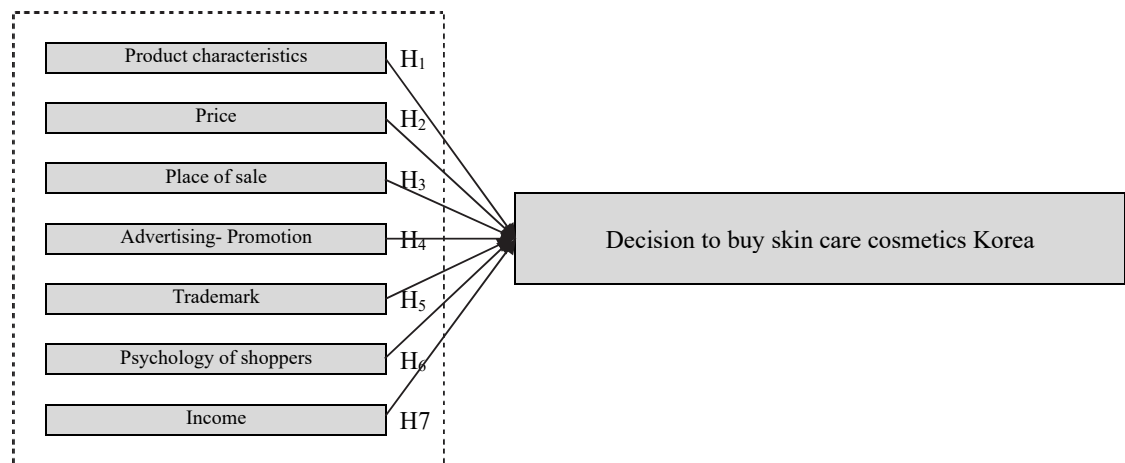 Product characteristics
H₁
Price
H₂
Place of sale
H₃
Advertising- Promotion
H₄
Decision to buy skin care cosmetics Korea
Trademark
H₅
Psychology of shoppers
H₆
Income
H7